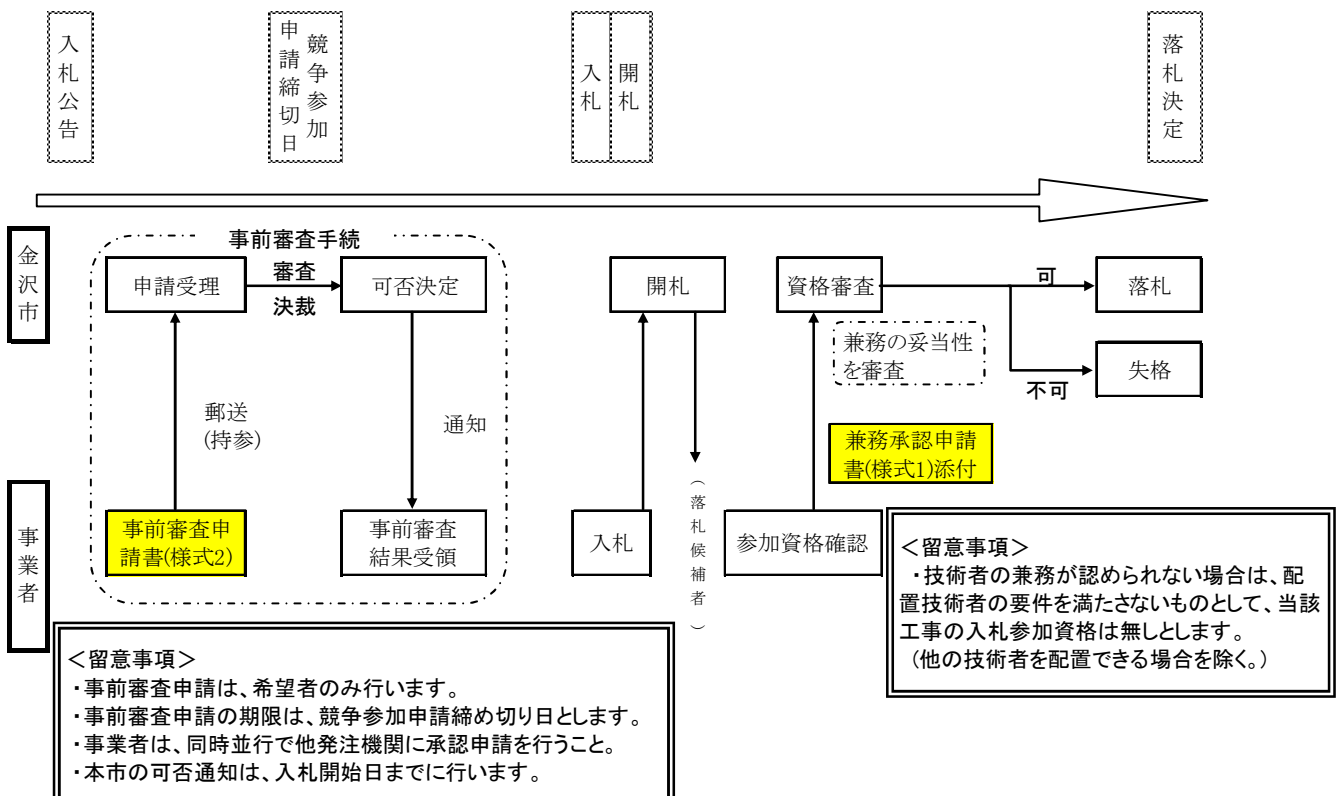 入札公告
競争参加
申請締切日
入札
開札
落札決定
金沢市
事前審査手続
申請受理
審査
決裁
可否決定
開札
資格審査
可
落札
兼務の妥当性
を審査
不可
失格
郵送
(持参)
通知
兼務承認申請
書(様式1)添付
事業者
事前審査申
請書(様式2)
事前審査
結果受領
入札
(落札候補者)
参加資格確認
<留意事項>
・技術者の兼務が認められない場合は、配
置技術者の要件を満たさないものとして、当該
工事の入札参加資格は無しとします。
(他の技術者を配置できる場合を除く。)
<留意事項>
・事前審査申請は、希望者のみ行います。
・事前審査申請の期限は、競争参加申請締め切り日とします。
・事業者は、同時並行で他発注機関に承認申請を行うこと。
・本市の可否通知は、入札開始日までに行います。